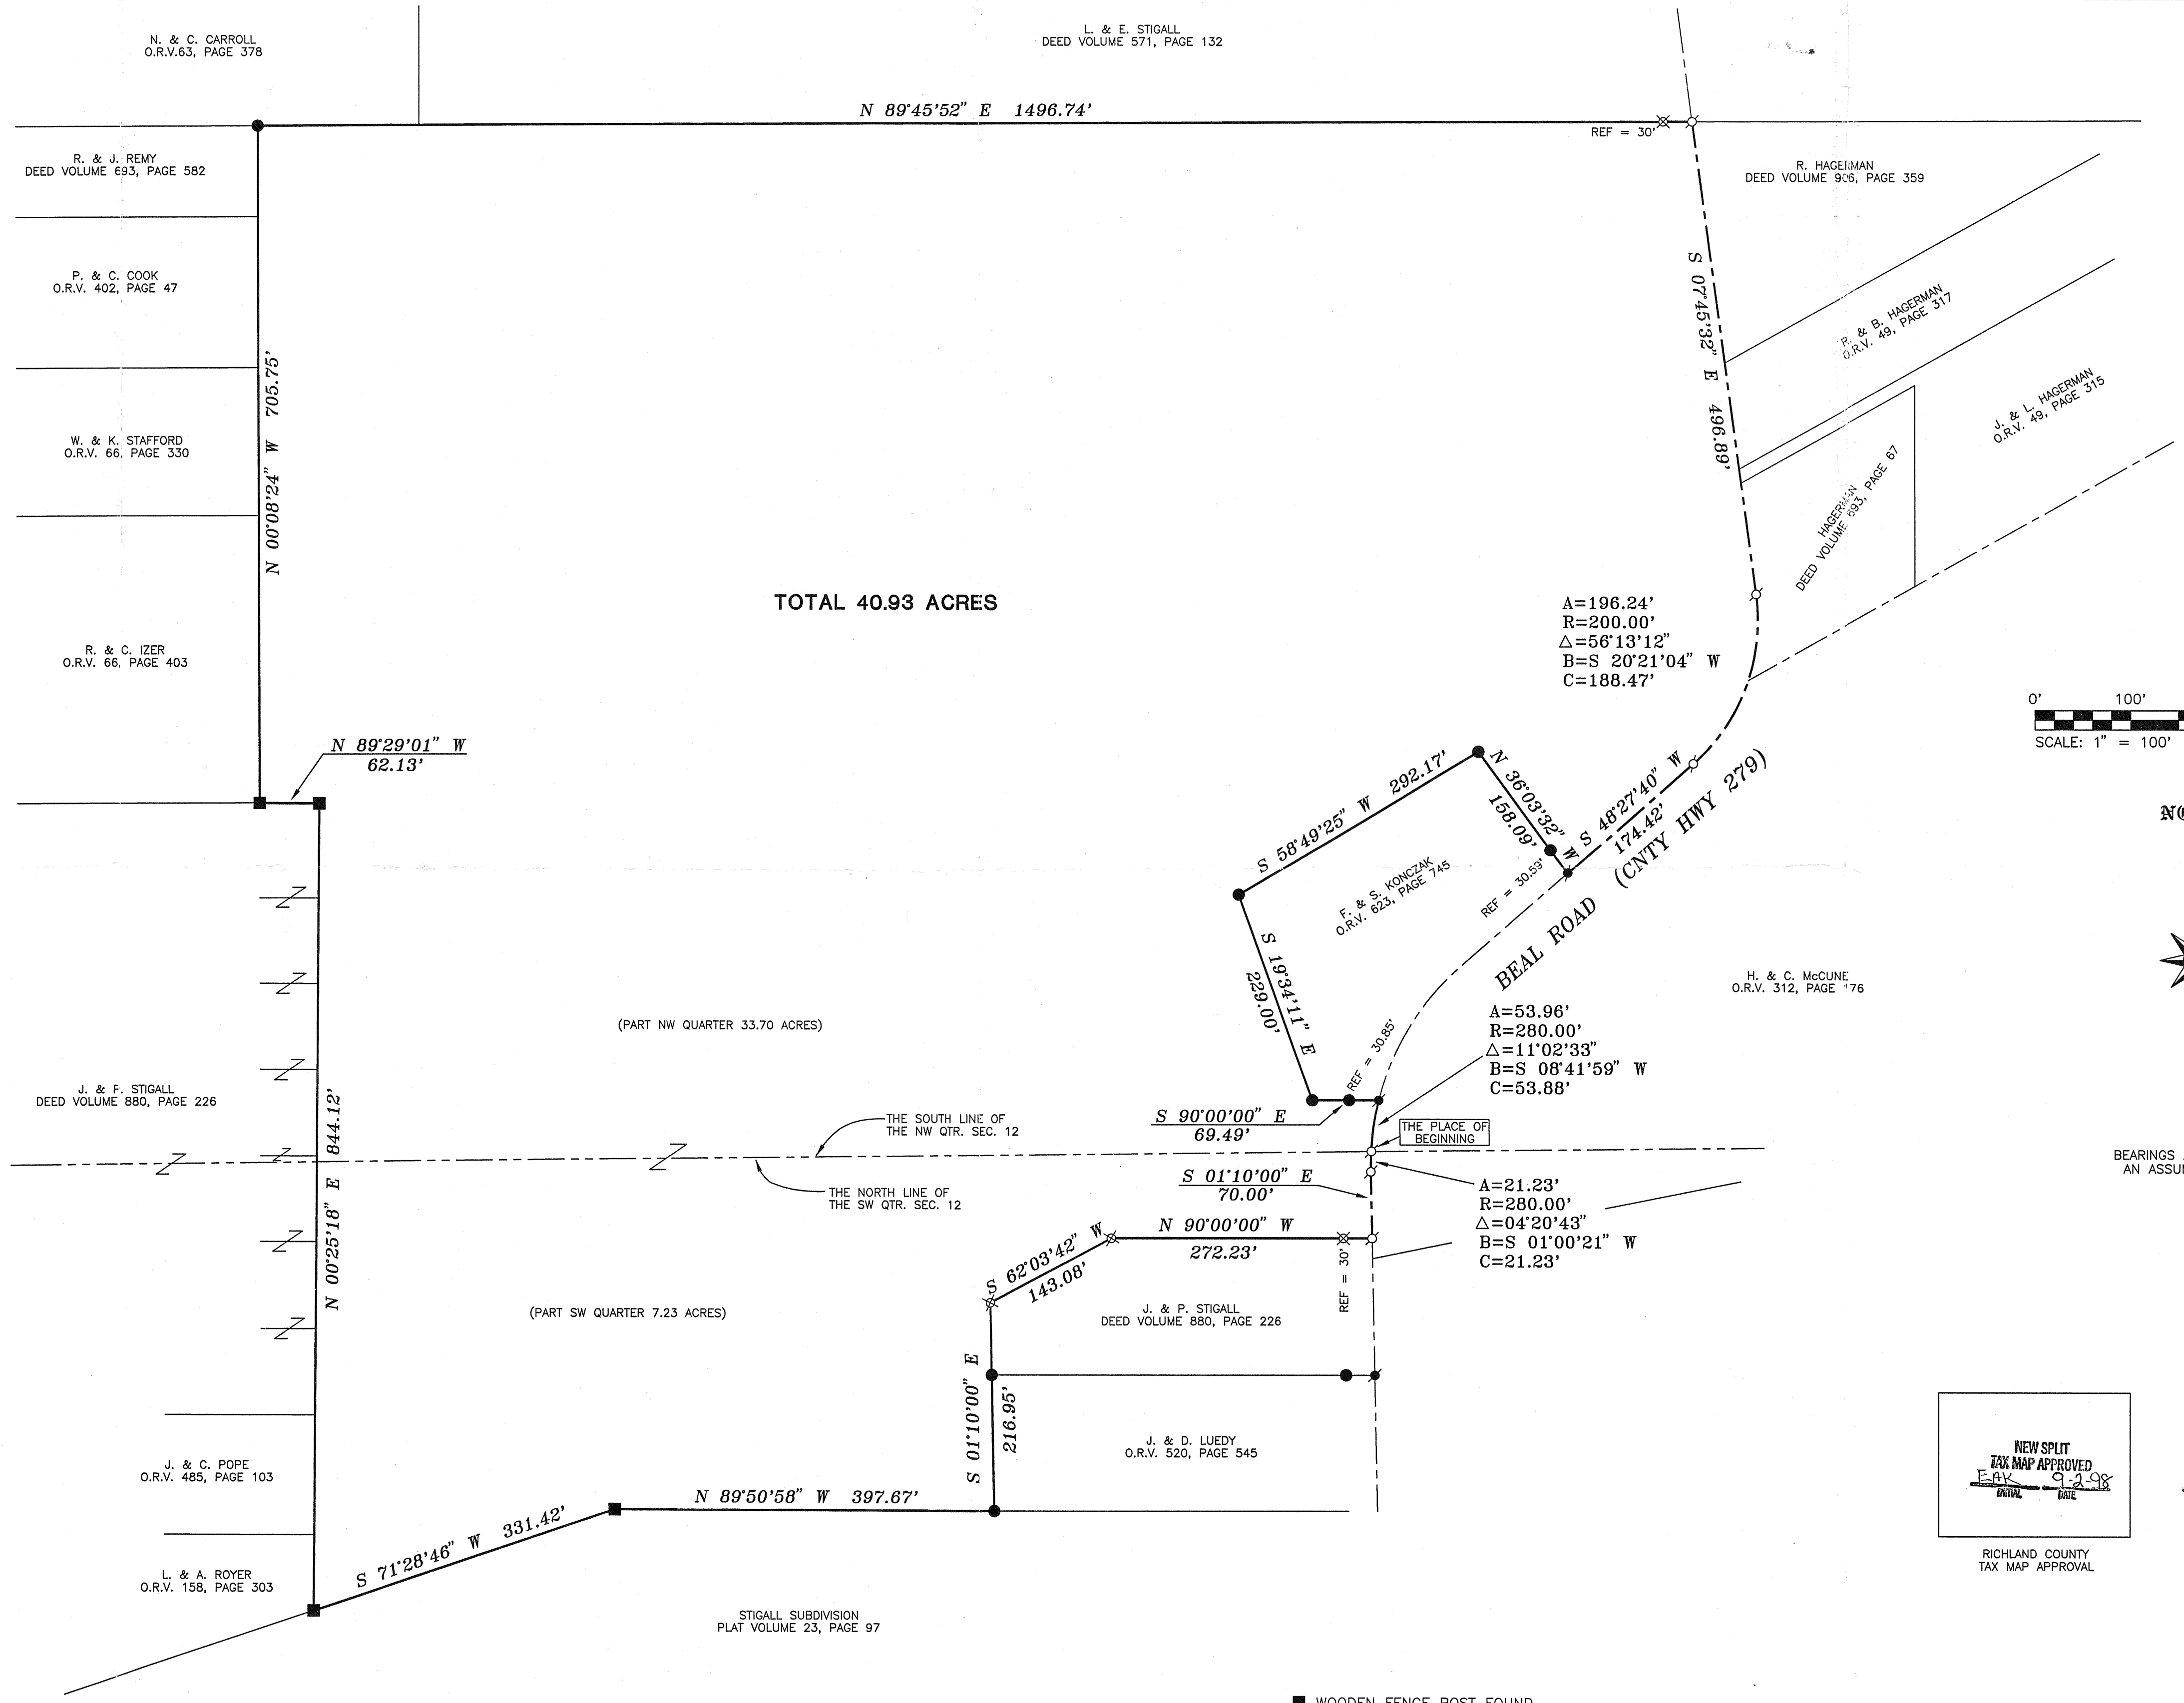 N. & C. CARROLL
O.R.V.63, PAGE 378
L. & E. STIGALL
DEED VOLUME 571, PAGE 132
N 89°45'52" E 1496.74'
REF = 30'
R. & J. REMY
DEED VOLUME 693, PAGE 582
R. HAGERMAN
DEED VOLUME 906, PAGE 359
P. & C. COOK
O.R.V. 402, PAGE 47
S 07°45'32" E 496.89'
R. & B. HAGERMAN
O.R.V. 49, PAGE 317
J. & L. HAGERMAN
O.R.V. 49, PAGE 315
N 00°08'24" W 705.75'
W. & K. STAFFORD
O.R.V. 66, PAGE 330
HAGERMAN
DEED VOLUME 693, PAGE 67
TOTAL 40.93 ACRES
A=196.24'
R=200.00'
△=56°13'12"
B=S 20°21'04" W
C=188.47'
R. & C. IZER
O.R.V. 66, PAGE 403
0' 100'
SCALE: 1" = 100'
N 89°29'01" W
62.13'
S 58°49'25" W 292.17'
N 36°03'32" W
158.09'
S 48°27'40" W
174.42'
BEAL ROAD (CNTY HWY 279)
F. & S. KONCZAK
O.R.V. 623, PAGE 745
REF = 30.59'
S 19°34'11" E
229.00'
H. & C. McCUNE
O.R.V. 312, PAGE 176
A=53.96'
R=280.00'
△=11°02'33"
B=S 08°41'59" W
C=53.88'
(PART NW QUARTER 33.70 ACRES)
REF = 30.85'
J. & P. STIGALL
DEED VOLUME 880, PAGE 226
N 00°25'18" E 844.12'
THE SOUTH LINE OF
THE NW QTR. SEC. 12
S 90°00'00" E
69.49'
THE PLACE OF
BEGINNING
BEARINGS
THE NORTH LINE OF
THE SW QTR. SEC. 12
S 01°10'00" E
70.00'
A=21.23'
R=280.00'
△=04°20'43"
B=S 01°00'21" W
C=21.23'
N 90°00'00" W
272.23'
S 62°03'42" W
143.08'
REF = 30'
(PART SW QUARTER 7.23 ACRES)
J. & P. STIGALL
DEED VOLUME 880, PAGE 226
S 01°10'00" E
216.95'
J. & D. LUEDY
O.R.V. 520, PAGE 545
J. & C. POPE
O.R.V. 485, PAGE 103
N 89°50'58" W 397.67'
S 71°28'46" W 331.42'
NEW SPLIT
TAX MAP APPROVED
EAK 9-2-98
INITIAL DATE
RICHLAND COUNTY
TAX MAP APPROVAL
L. & A. ROYER
O.R.V. 158, PAGE 303
STIGALL SUBDIVISION
PLAT VOLUME 23, PAGE 97
WOODEN FENCE POST FOUND